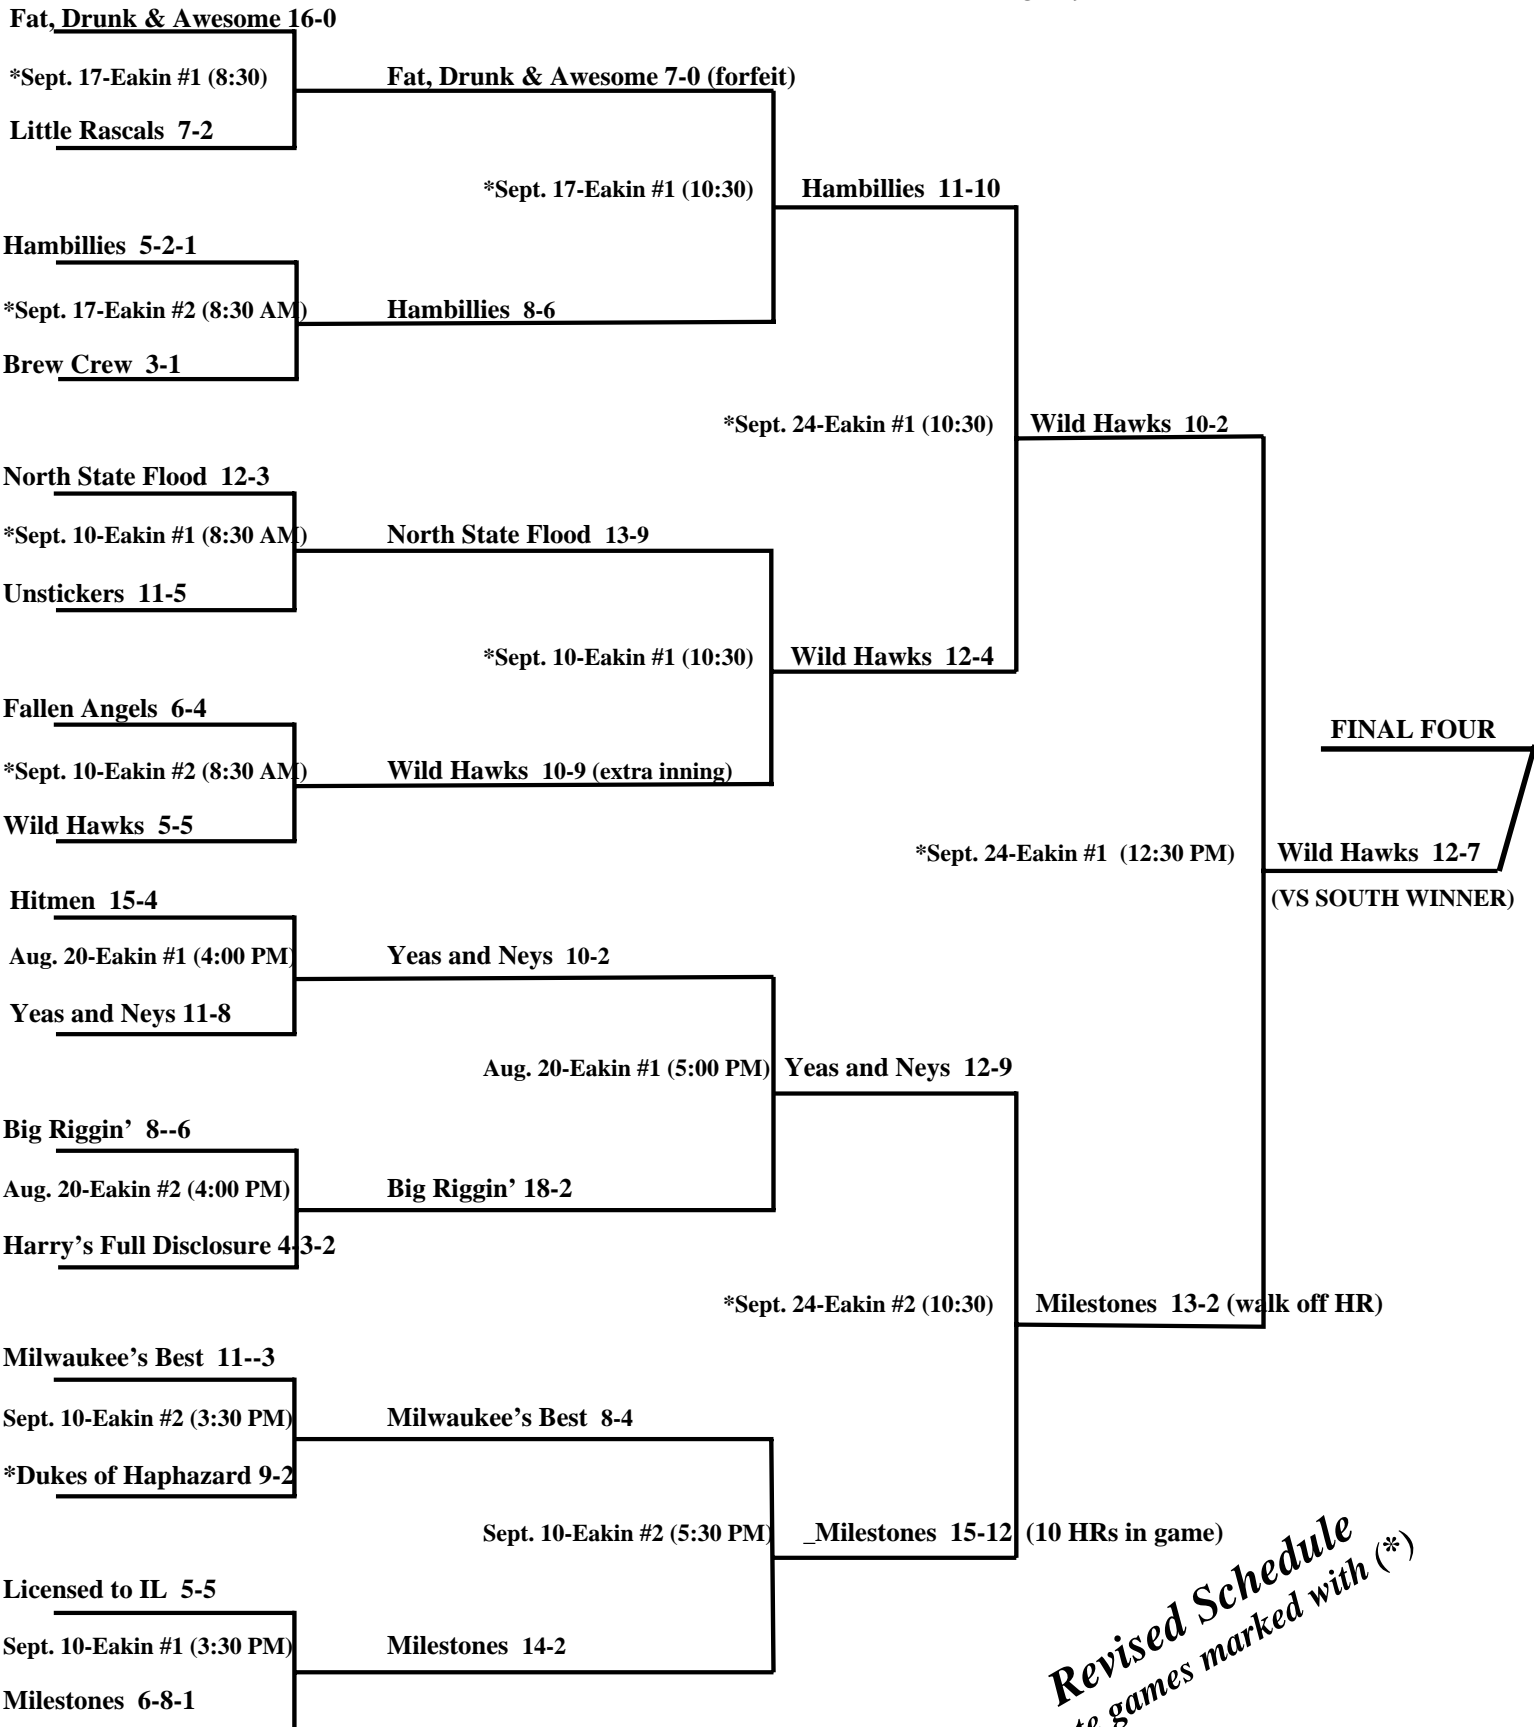 Fat, Drunk & Awesome 16-0
*Sept. 17-Eakin #1 (8:30)
Fat, Drunk & Awesome 7-0 (forfeit)
Little Rascals 7-2
*Sept. 17-Eakin #1 (10:30)
Hambillies 11-10
Hambillies 5-2-1
*Sept. 17-Eakin #2 (8:30 AM)
Hambillies 8-6
Brew Crew 3-1
*Sept. 24-Eakin #1 (10:30)
Wild Hawks 10-2
North State Flood 12-3
*Sept. 10-Eakin #1 (8:30 AM)
North State Flood 13-9
Unstickers 11-5
*Sept. 10-Eakin #1 (10:30)
Wild Hawks 12-4
Fallen Angels 6-4
FINAL FOUR
*Sept. 10-Eakin #2 (8:30 AM)
Wild Hawks 10-9 (extra inning)
Wild Hawks 5-5
*Sept. 24-Eakin #1 (12:30 PM)
Wild Hawks 12-7
(VS SOUTH WINNER)
Hitmen 15-4
Aug. 20-Eakin #1 (4:00 PM)
Yeas and Neys 10-2
Yeas and Neys 11-8
Aug. 20-Eakin #1 (5:00 PM)
Yeas and Neys 12-9
Big Riggin’ 8--6
Aug. 20-Eakin #2 (4:00 PM)
Big Riggin’ 18-2
Harry’s Full Disclosure 4-3-2
*Sept. 24-Eakin #2 (10:30)
Milestones 13-2 (walk off HR)
Milwaukee’s Best 11--3
Sept. 10-Eakin #2 (3:30 PM)
Milwaukee’s Best 8-4
*Dukes of Haphazard 9-2
Sept. 10-Eakin #2 (5:30 PM)
_Milestones 15-12 (10 HRs in game)
Licensed to IL 5-5
Sept. 10-Eakin #1 (3:30 PM)
Milestones 14-2
Milestones 6-8-1
Revised Schedule
games marked with (*)